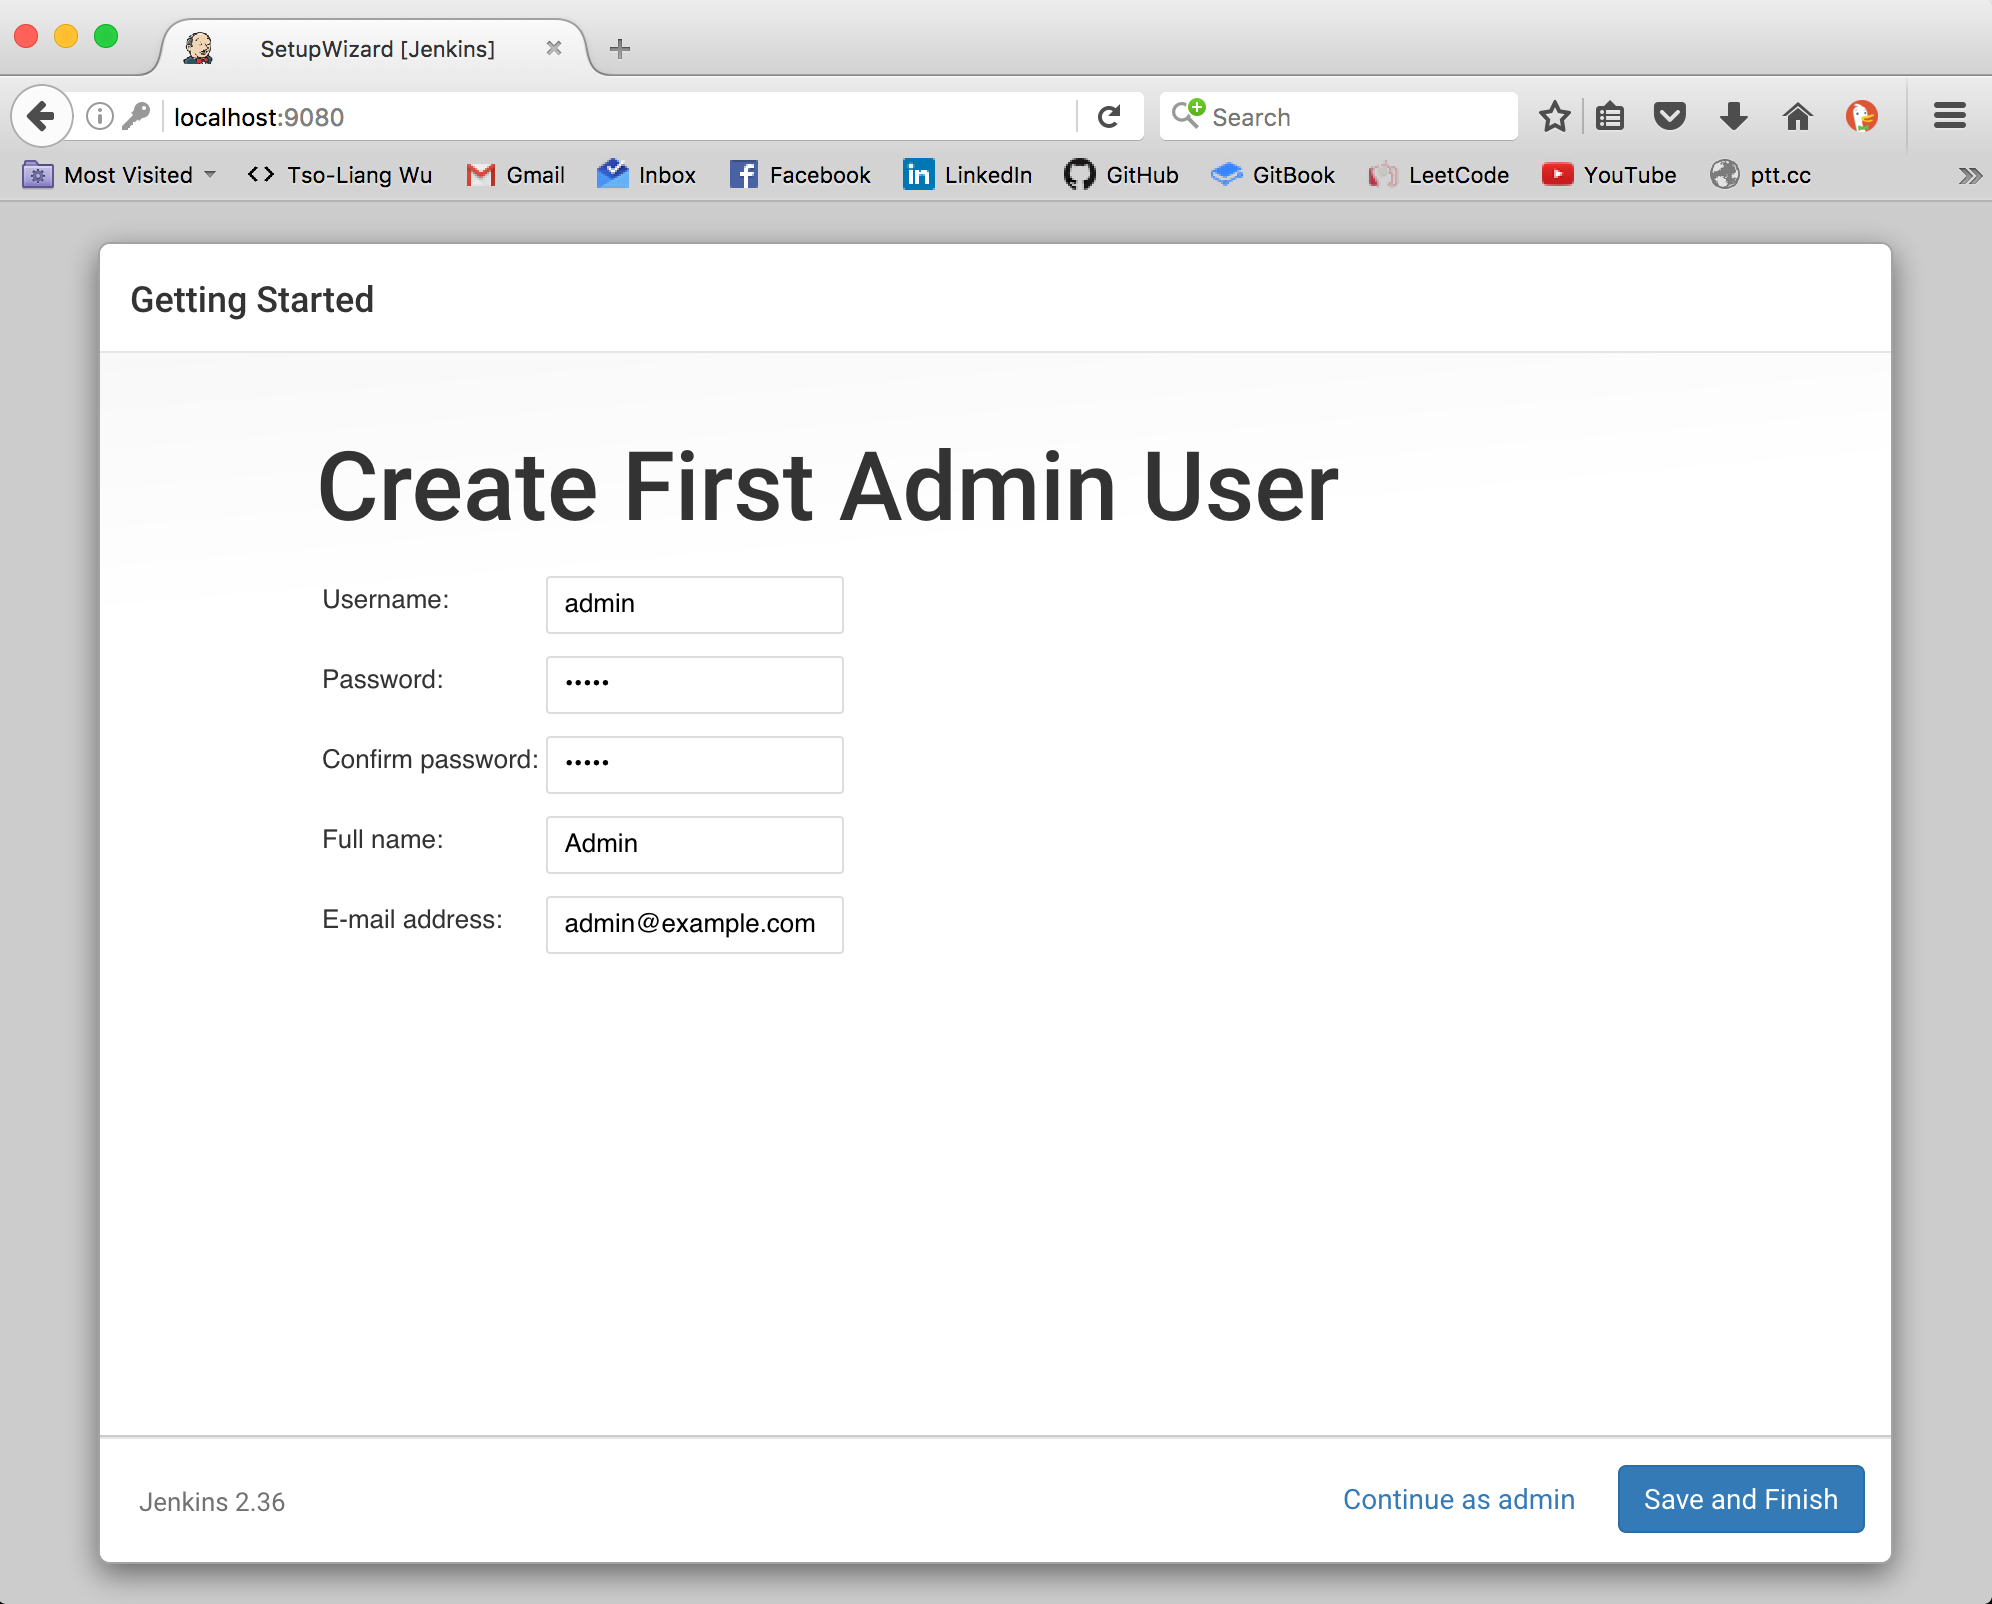 SetupWizard [Jenkins]
localhost:9080
Search
Most Visited
Tso-Liang Wu
Gmail
Inbox
Facebook
in LinkedIn
GitHub
GitBook
LeetCode
YouTube
ptt.cc
Getting Started
Create First Admin User
Username: admin
Password: •••••
Confirm password: •••••
Full name: Admin
E-mail address: admin@example.com
Jenkins 2.36
Continue as admin
Save and Finish